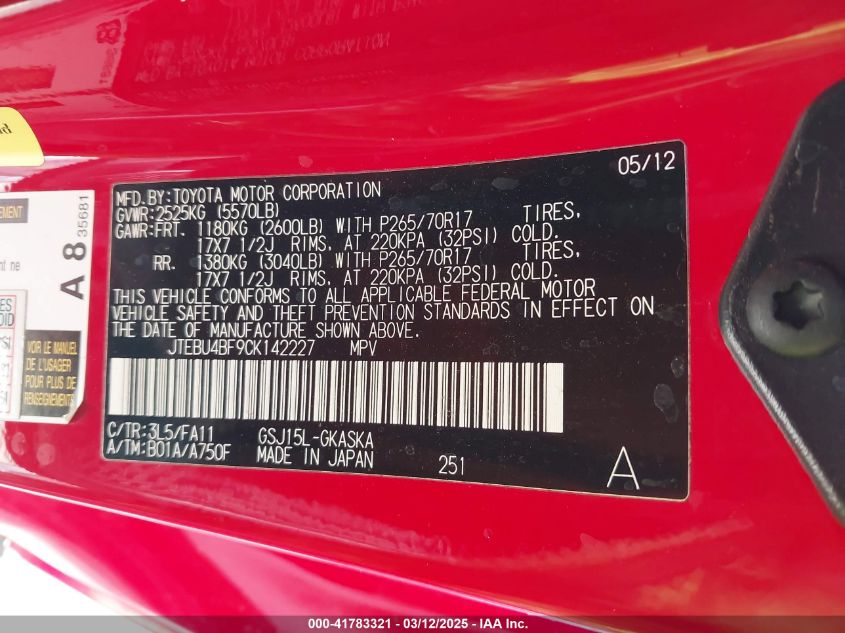 05/12
MFD.BY:TOYOTA MOTOR CORPORATION
GVWR:2525KG (5570LB)
GAWR:FRT. 1180KG (2600LB) WITH P265/70R17 TIRES,
17X7 1/2J RIMS, AT 220KPA (32PSI) COLD.
RR. 1380KG (3040LB) WITH P265/70R17 TIRES,
17X7 1/2J RIMS, AT 220KPA (32PSI) COLD.
THIS VEHICLE CONFORMS TO ALL APPLICABLE FEDERAL MOTOR
VEHICLE SAFETY AND THEFT PREVENTION STANDARDS IN EFFECT ON
THE DATE OF MANUFACTURE SHOWN ABOVE.
JTEBU4BF9CK142227 MPV
C/TR:3L5/FA11 GSJ15L-GKASKA
A/TM:B01A/A750F MADE IN JAPAN 251 A
A 8 35681
VOIR LE MANUEL
DE L'USAGER
POUR PLUS DE
RENSEIGNEMENTS
000-41783321 - 03/12/2025 - IAA Inc.